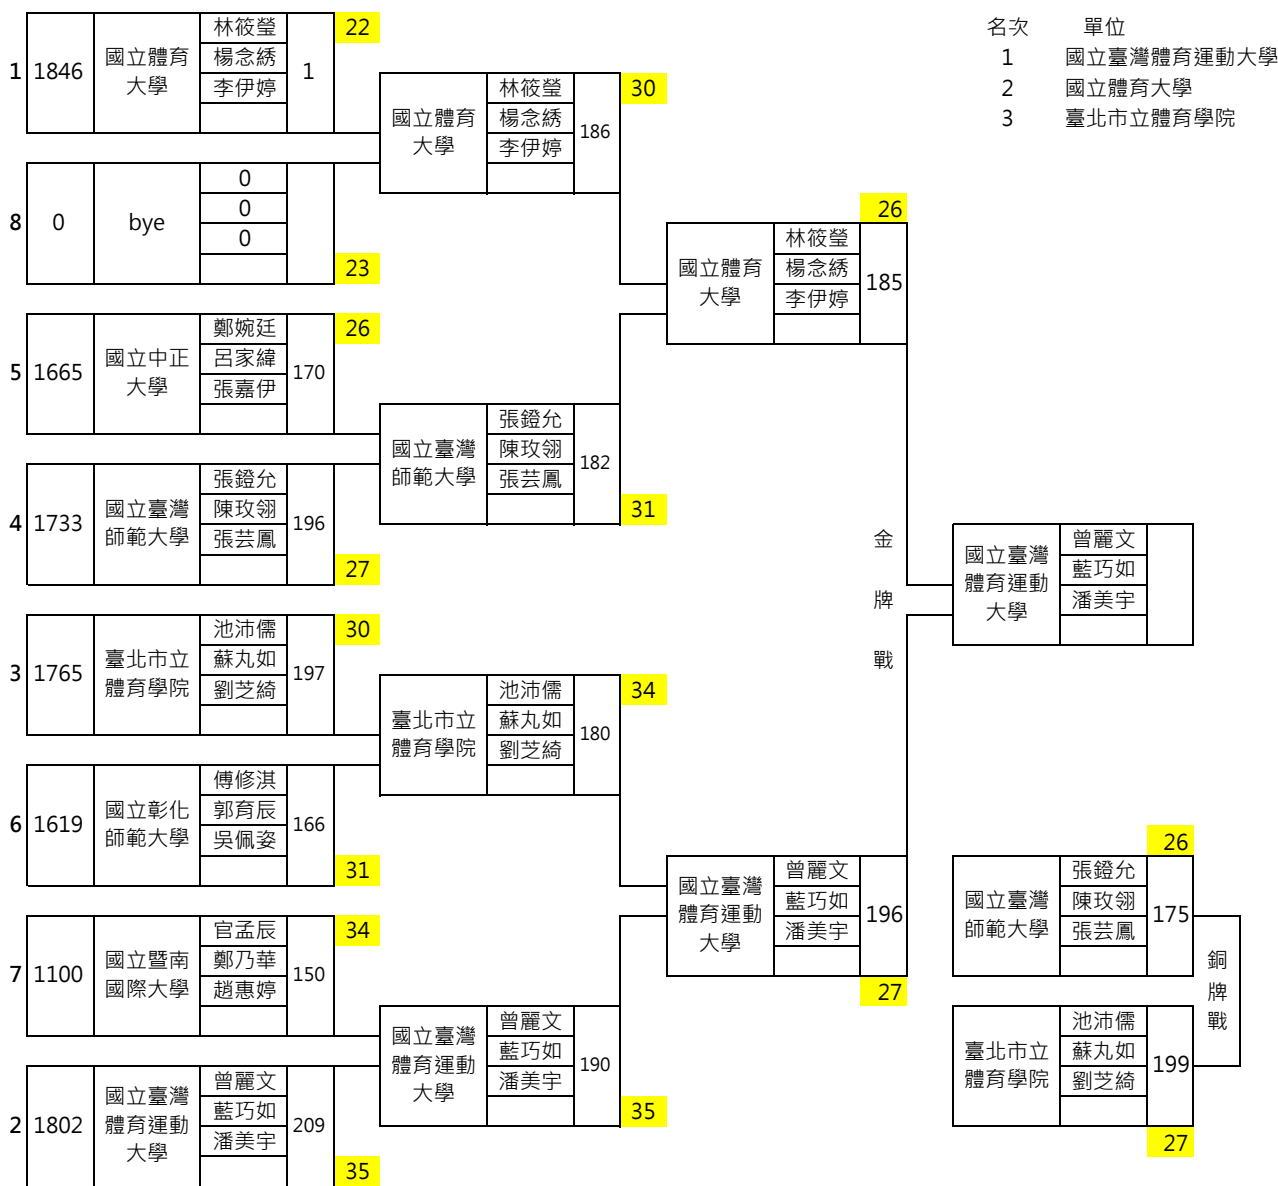 林筱瑩 22
1 1846 國立體育
大學 楊念綉 1
李伊婷
8 0 bye 0
0
0
23
國立體育
大學 林筱瑩 186 30
楊念綉
李伊婷
鄭婉廷 26
5 1665 國立中正
大學 呂家緯 170
張嘉伊
4 1733 國立臺灣
師範大學 張鐙允 196
陳玫翎
張芸鳳
27
國立臺灣
師範大學 張鐙允 182
陳玫翎
張芸鳳
31
26
國立體育
大學 林筱瑩 185
楊念綉
李伊婷
池沛儒 30
3 1765 臺北市立
體育學院 蘇丸如 197
劉芝綺
6 1619 國立彰化
師範大學 傅修淇 166
郭育辰
吳佩姿
31
臺北市立
體育學院 池沛儒 180 34
蘇丸如
劉芝綺
官孟辰 34
7 1100 國立暨南
國際大學 鄭乃華 150
趙惠婷
2 1802 國立臺灣
體育運動
大學 曾麗文 209
藍巧如
潘美宇
35
國立臺灣
體育運動
大學 曾麗文 190
藍巧如
潘美宇
35
國立臺灣
體育運動
大學 曾麗文 196
藍巧如
潘美宇
27
金
牌
戰
國立臺灣
體育運動
大學 曾麗文
藍巧如
潘美宇
26
國立臺灣
師範大學 張鐙允 175
陳玫翎
張芸鳳
銅
牌
戰
臺北市立
體育學院 池沛儒 199
蘇丸如
劉芝綺
27
名次 單位
1 國立臺灣體育運動大學
2 國立體育大學
3 臺北市立體育學院